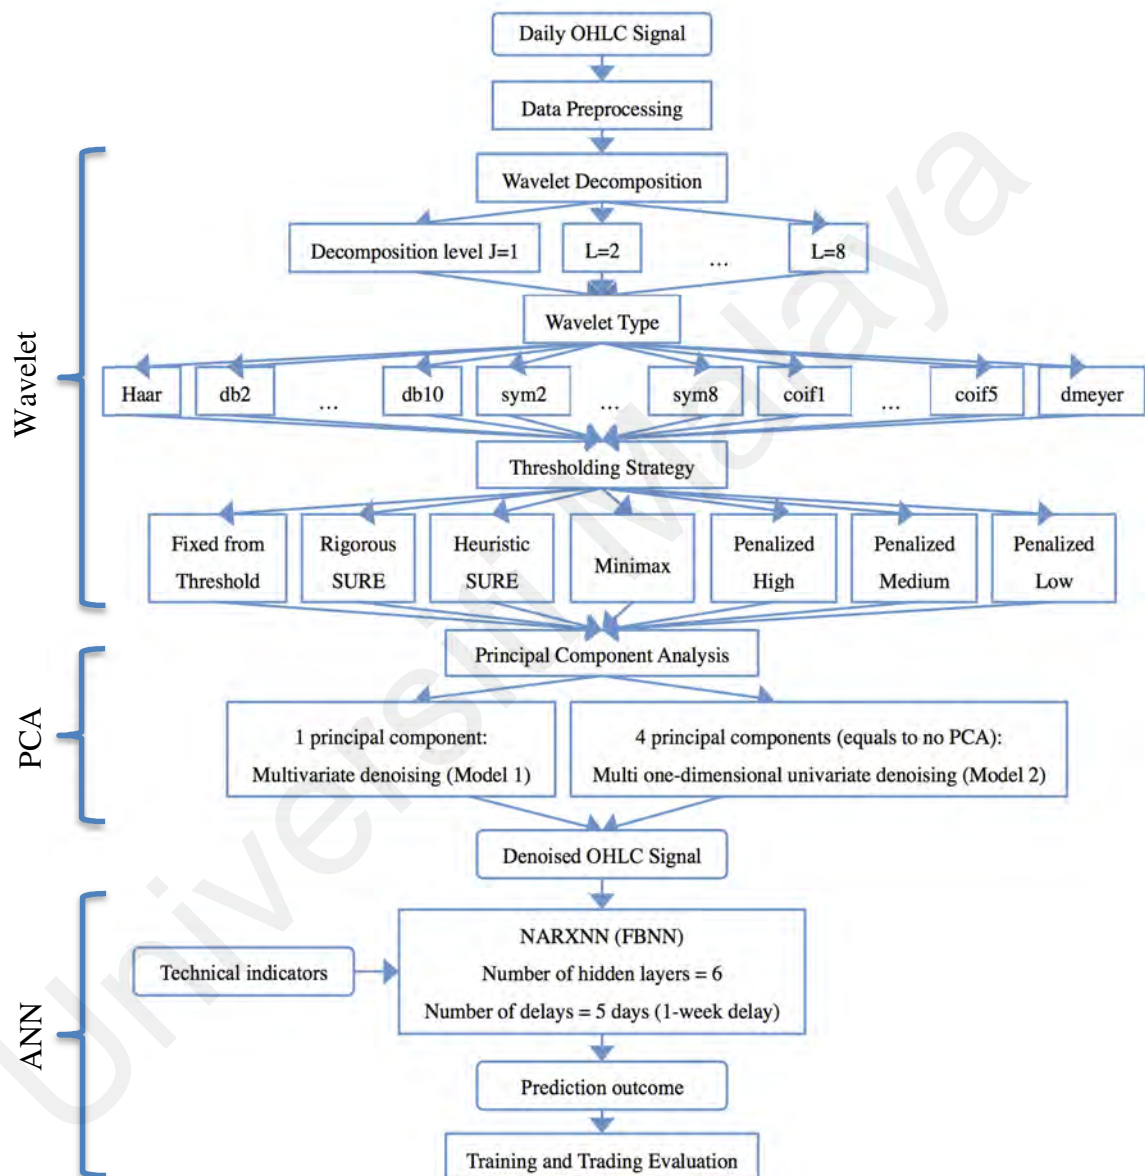 Daily OHLC Signal
Data Preprocessing
Wavelet Decomposition
Decomposition level J=1
L=2
...
L=8
Wavelet Type
Haar
db2
...
db10
sym2
...
sym8
coif1
...
coif5
dmeyer
Thresholding Strategy
Fixed from
Threshold
Rigorous
SURE
Heuristic
SURE
Minimax
Penalized
High
Penalized
Medium
Penalized
Low
Wavelet
Principal Component Analysis
1 principal component:
Multivariate denoising (Model 1)
4 principal components (equals to no PCA):
Multi one-dimensional univariate denoising (Model 2)
PCA
Denoised OHLC Signal
NARXNN (FBNN)
Number of hidden layers = 6
Number of delays = 5 days (1-week delay)
Technical indicators
Prediction outcome
Training and Trading Evaluation
ANN
Universiti Malaya